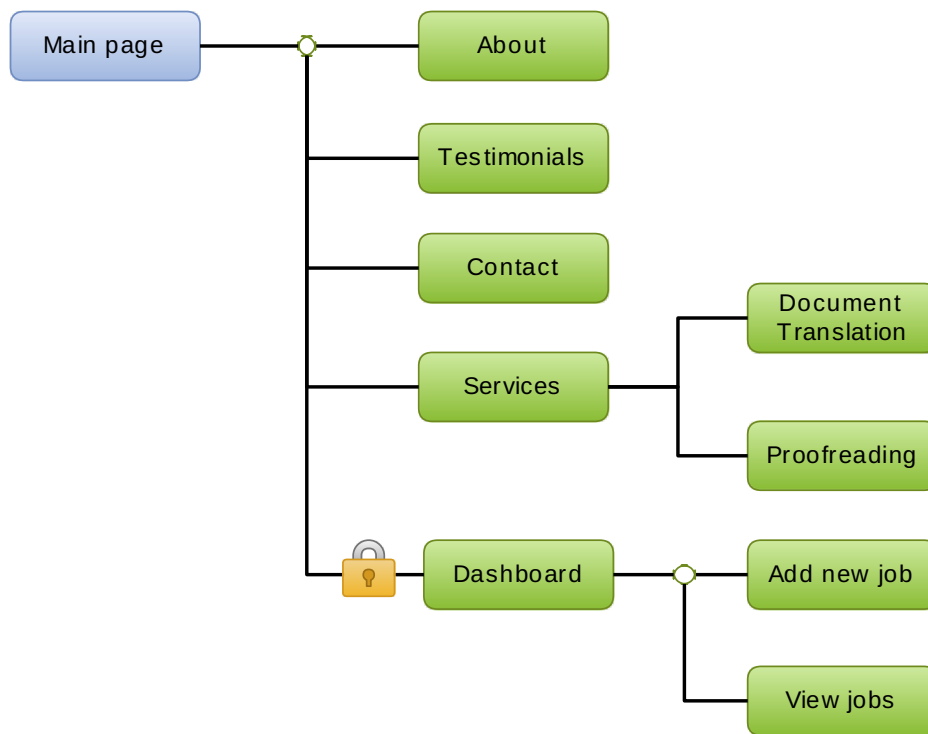 Main page
About
Testimonials
Contact
Services
Document
Translation
Proofreading
Dashboard
Add new job
View jobs